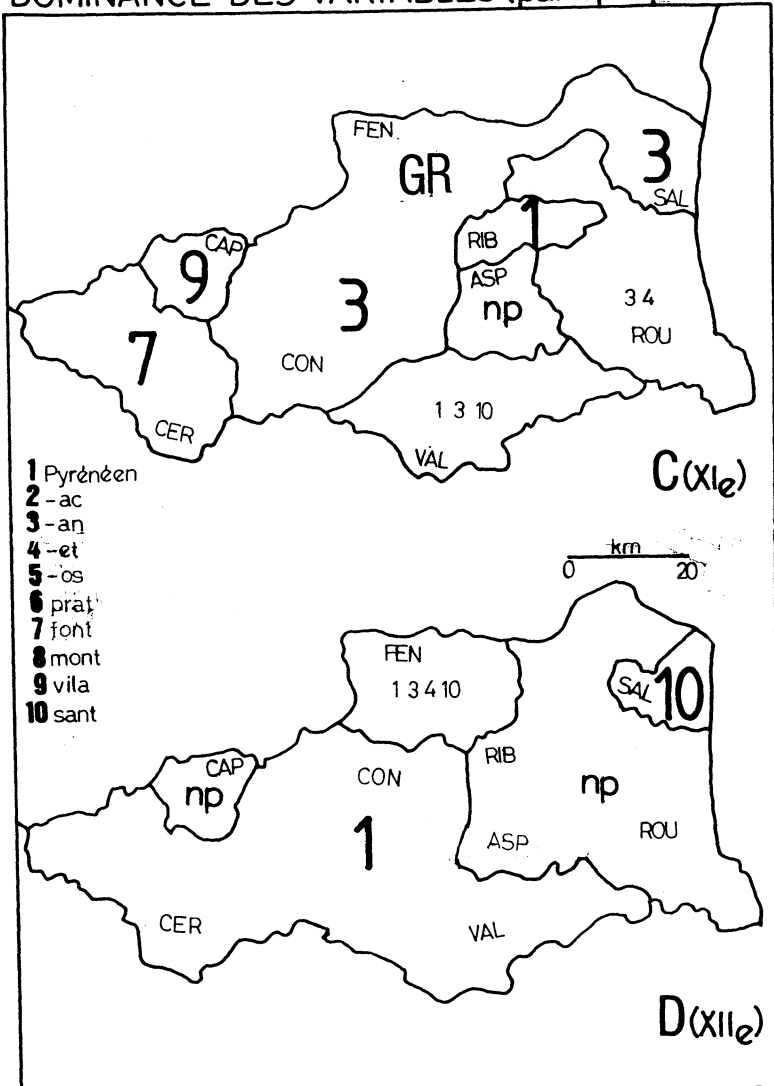 DOMINANCE DES VARIABLES
FEN
GR
3
SAL
1
RIB
CAP
9
ASP
np
3
3 4
ROU
7
CON
CER
1 3 10
VAL
C (XIe)
1 Pyrénéen
2 -ac
3 -an
4 -et
5 -os
6 prat
7 font
8 mont
9 vila
10 sant
km
0 20
FEN
1 3 4 10
SAL 10
CAP
np
CON
RIB
np
1
ASP
ROU
CER
VAL
D (XIIe)